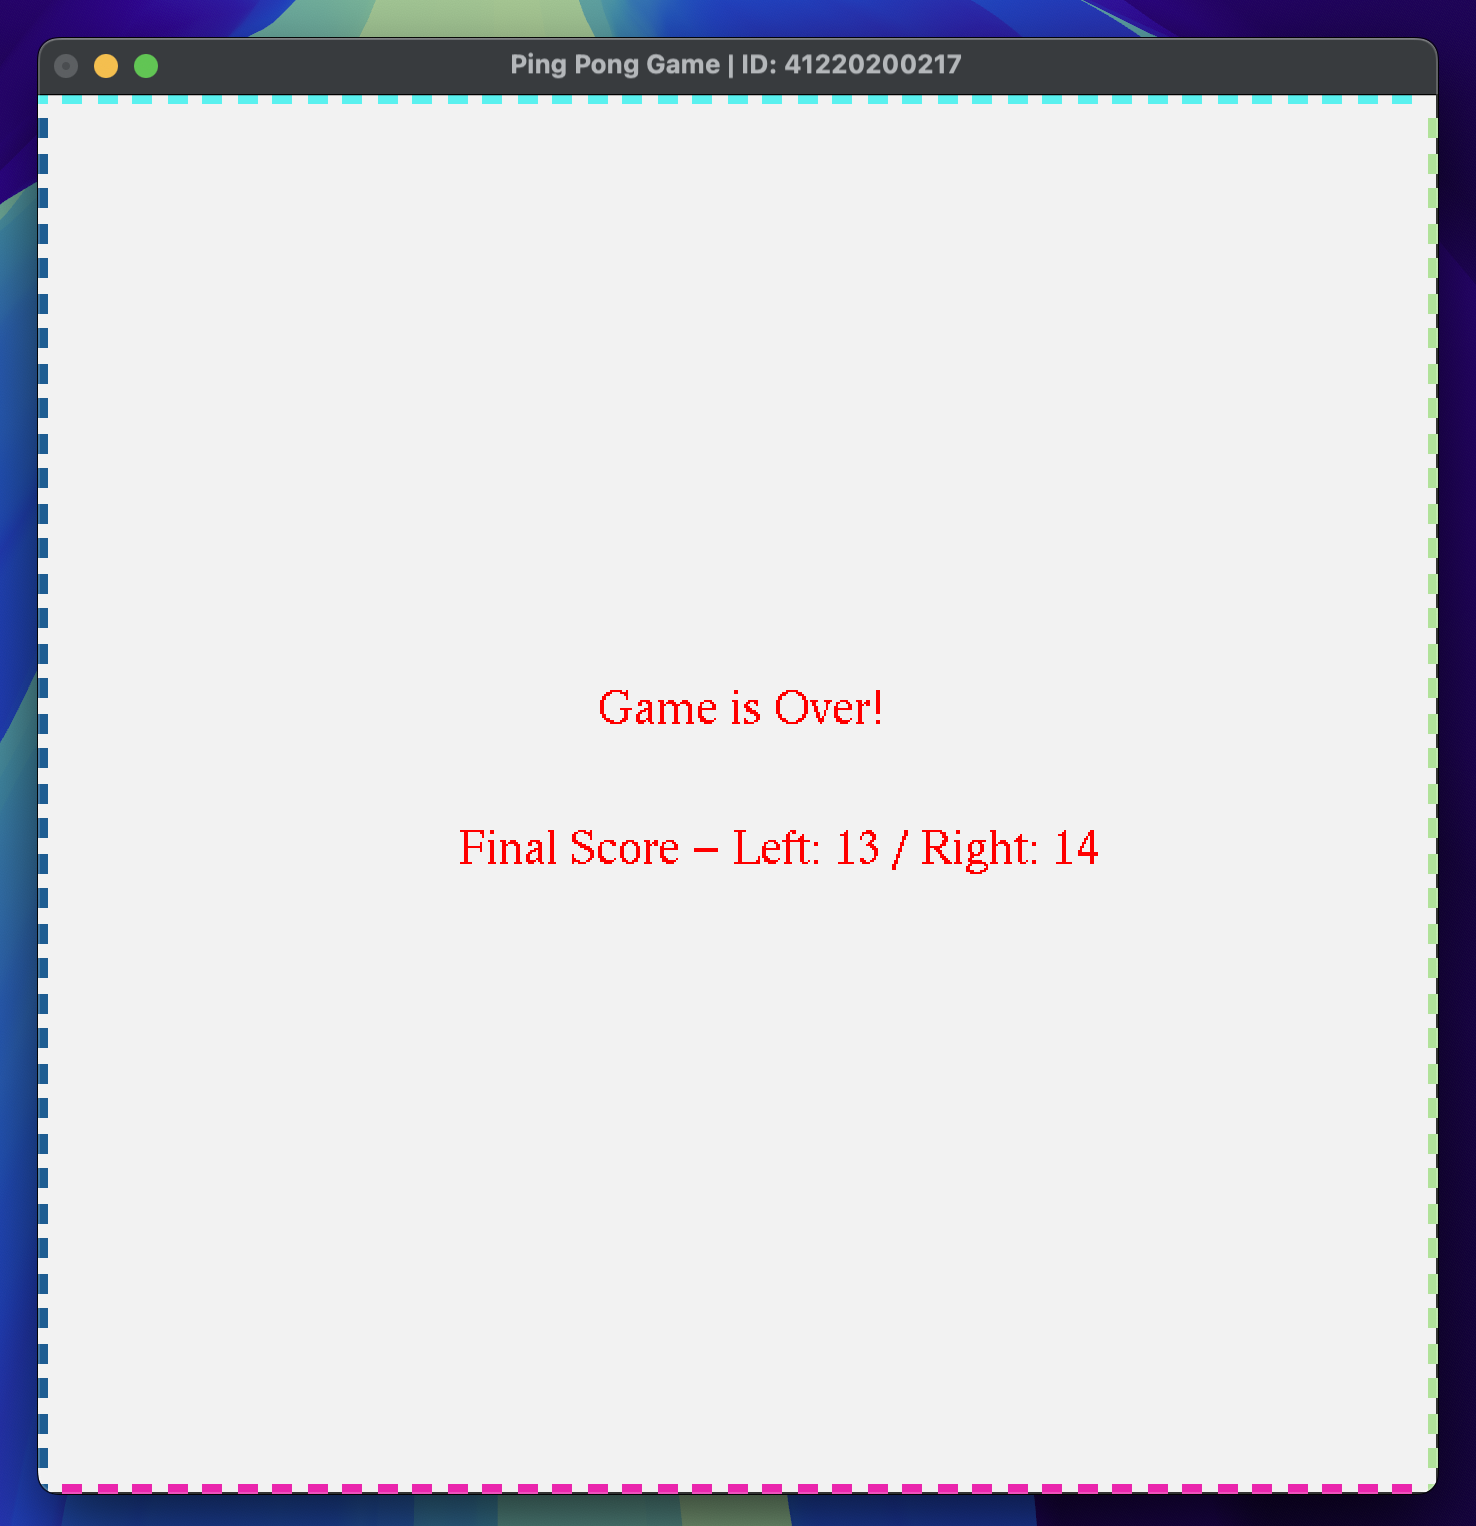 Ping Pong Game | ID: 41220200217
Game is Over!
Final Score – Left: 13 / Right: 14